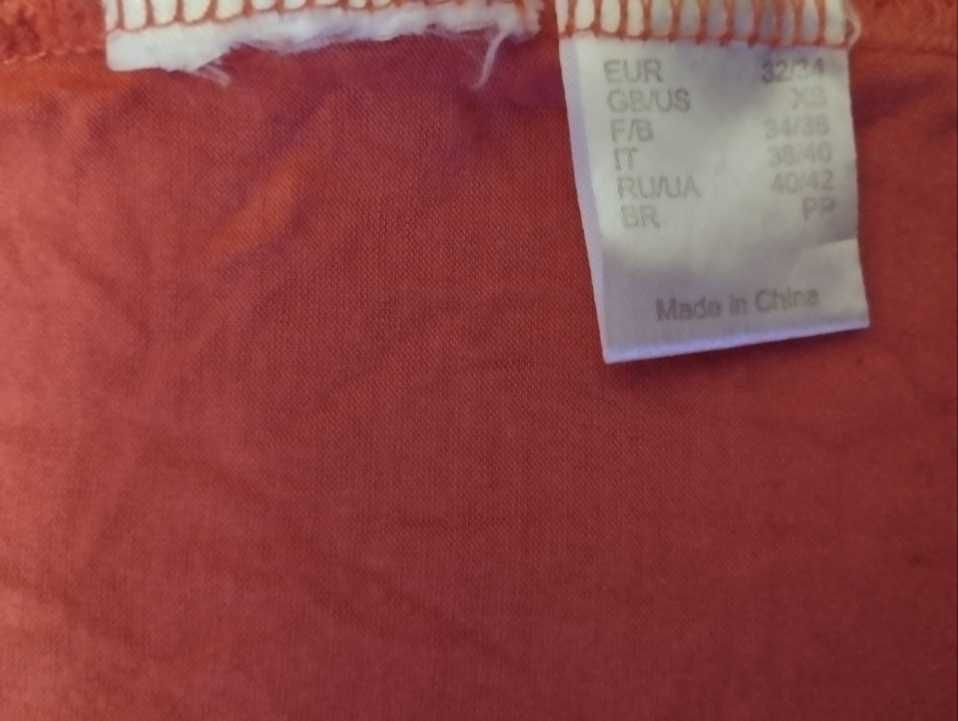 EUR 32/34
GB/US XS
F/B 34/36
IT 38/40
RU/UA 40/42
BR PP
Made in China